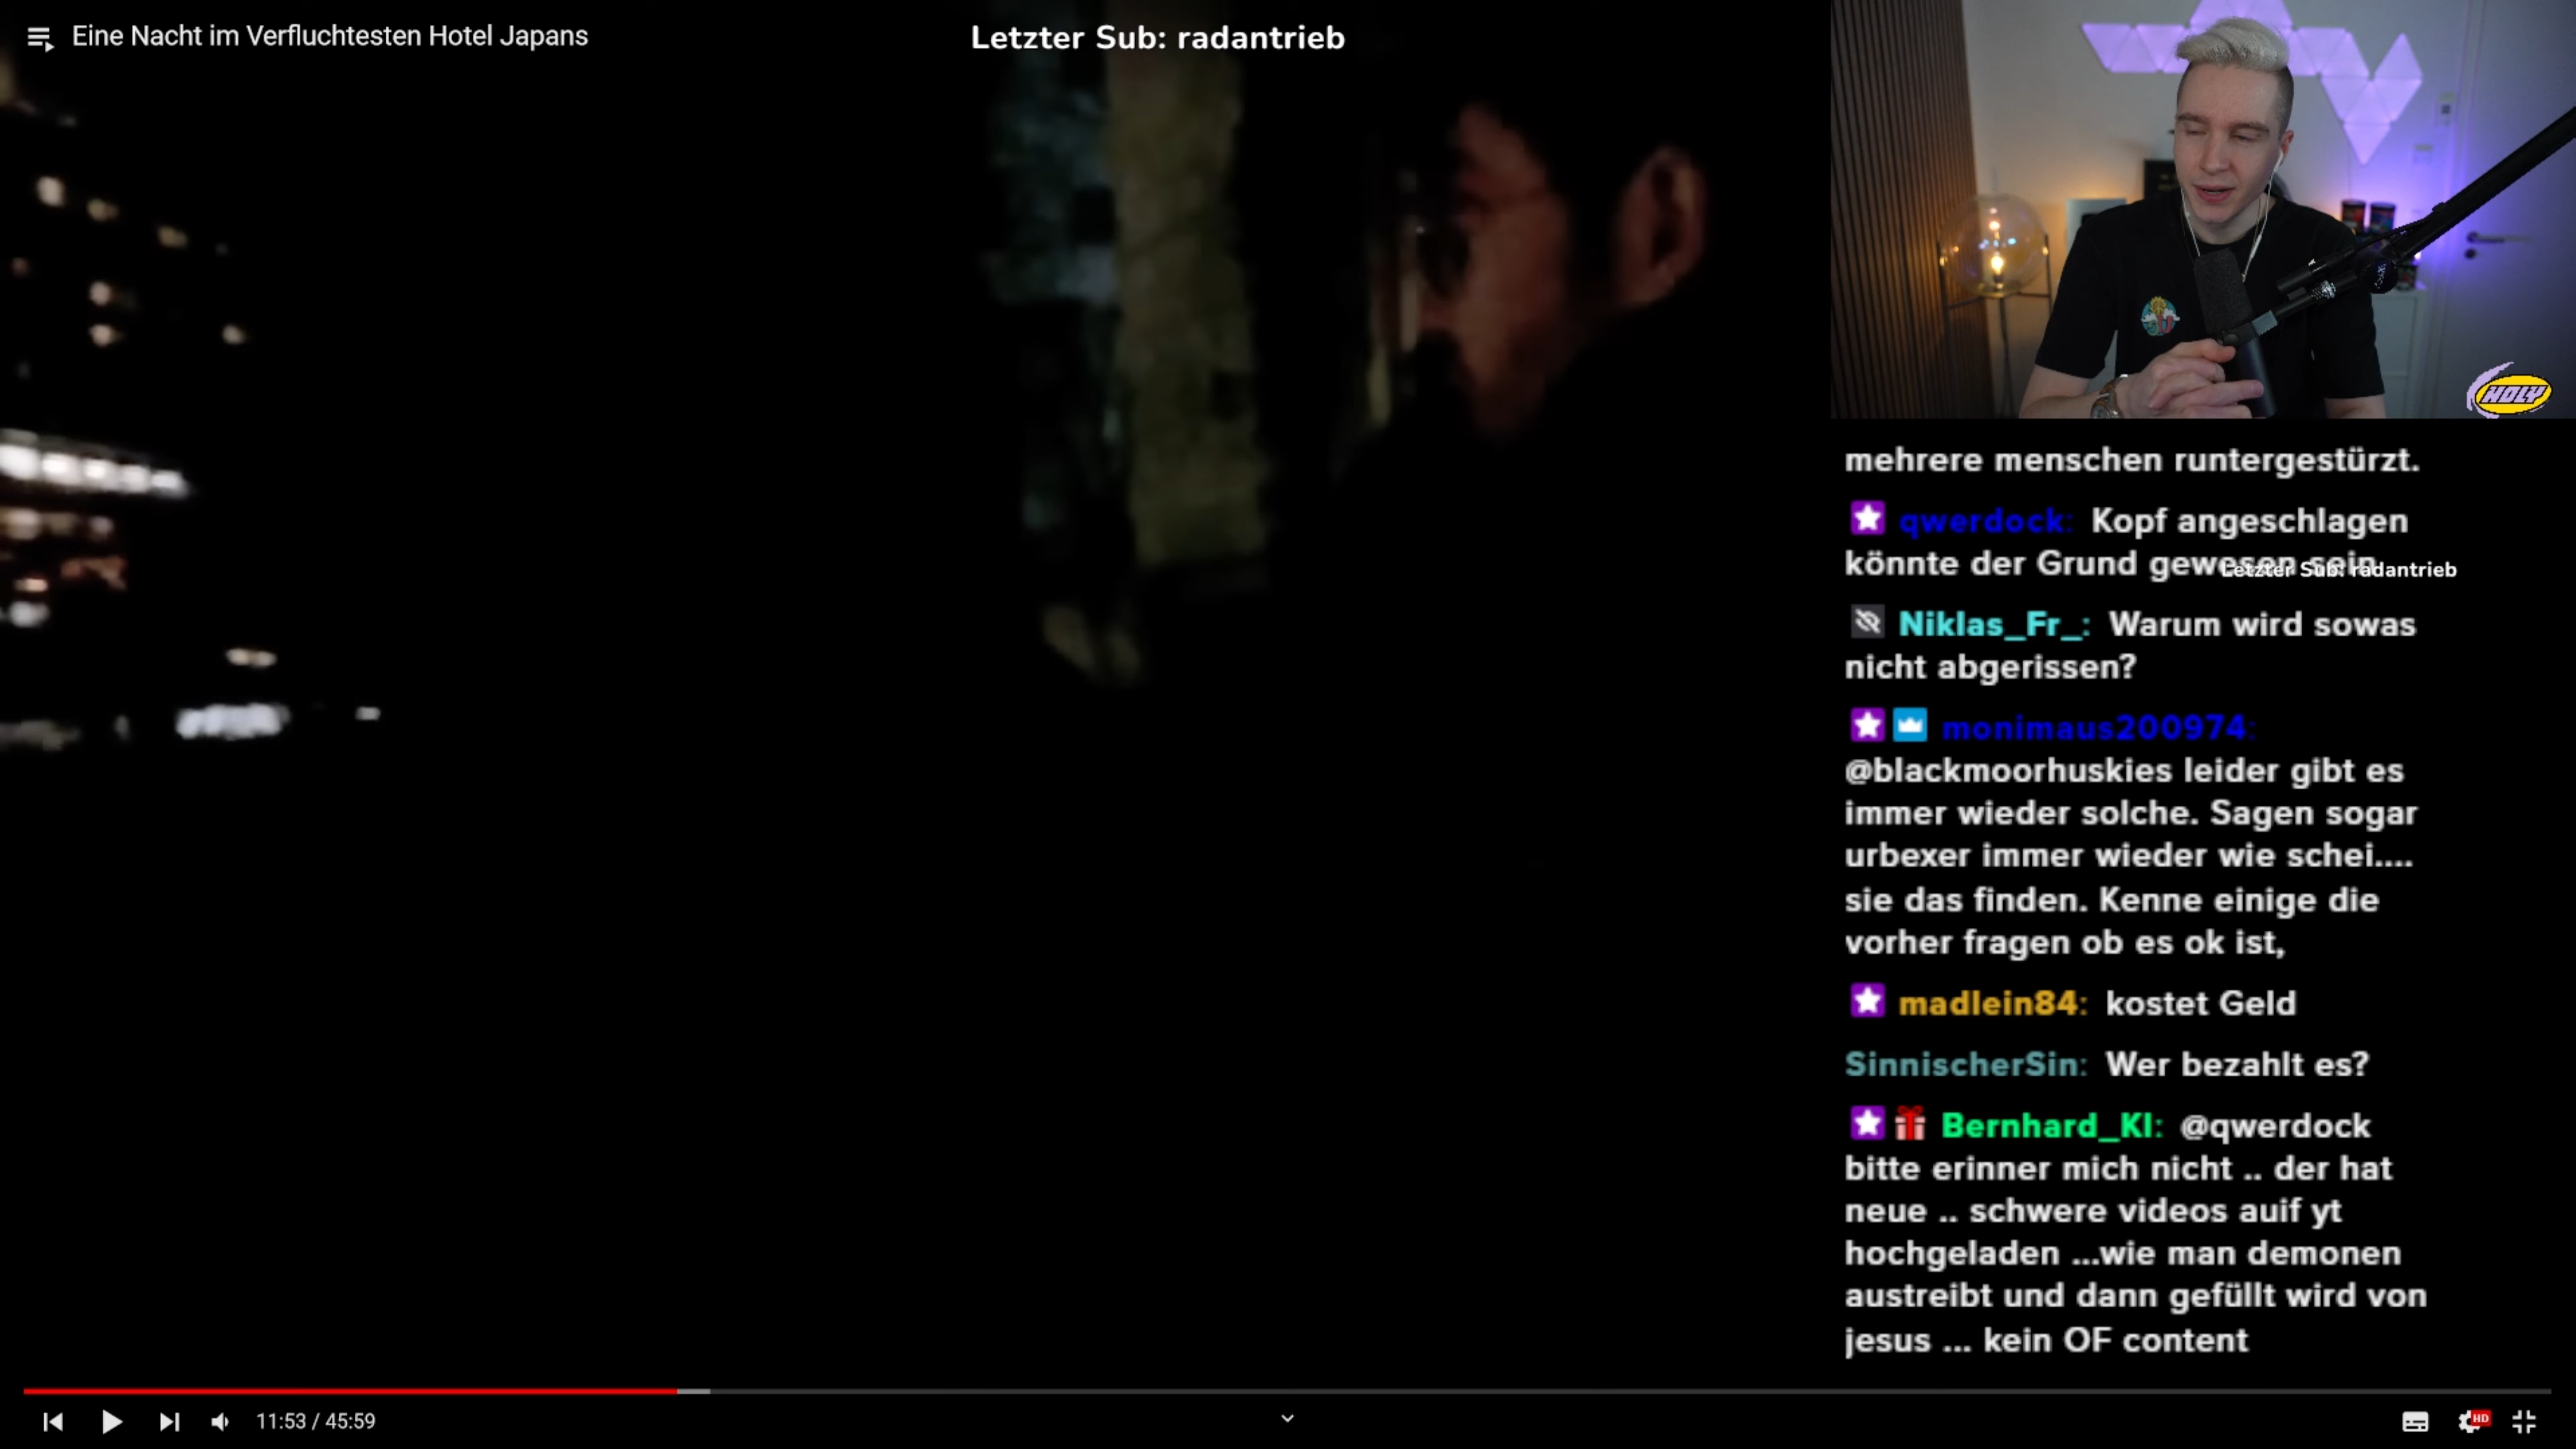 Eine Nacht im Verfluchtesten Hotel Japans
Letzter Sub: radantrieb
HOLY
mehrere menschen runtergestürzt.
qwerdock: Kopf angeschlagen
könnte der Grund gewesen sein
Letzter Sub: radantrieb
Niklas_Fr_: Warum wird sowas
nicht abgerissen?
monimaus200974:
@blackmoorhuskies leider gibt es
immer wieder solche. Sagen sogar
urbexer immer wieder wie schei....
sie das finden. Kenne einige die
vorher fragen ob es ok ist,
madlein84: kostet Geld
SinnischerSin: Wer bezahlt es?
Bernhard_Kl: @qwerdock
bitte erinner mich nicht .. der hat
neue .. schwere videos auif yt
hochgeladen ...wie man demonen
austreibt und dann gefüllt wird von
jesus ... kein OF content
11:53 / 45:59
HD